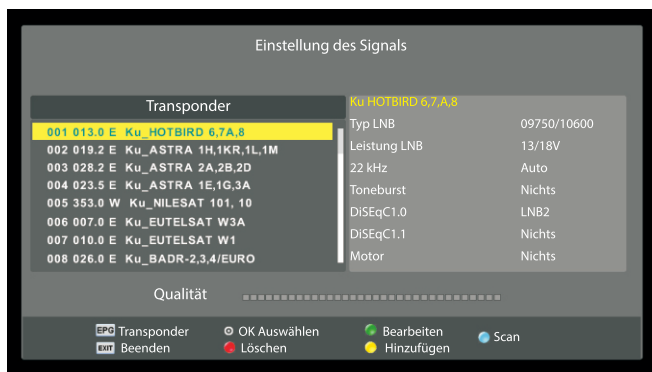 Einstellung des Signals
Transponder
001 013.0 E Ku_HOTBIRD 6,7A,8
002 019.2 E Ku_ASTRA 1H,1KR,1L,1M
003 028.2 E Ku_ASTRA 2A,2B,2D
004 023.5 E Ku_ASTRA 1E,1G,3A
005 353.0 W Ku_NILESAT 101, 10
006 007.0 E Ku_EUTELSAT W3A
007 010.0 E Ku_EUTELSAT W1
008 026.0 E Ku_BADR-2,3,4/EURO
Ku HOTBIRD 6,7,A,8
Typ LNB 09750/10600
Leistung LNB 13/18V
22 kHz Auto
Toneburst Nichts
DiSEqC1.0 LNB2
DiSEqC1.1 Nichts
Motor Nichts
Qualität
EPG Transponder OK Auswählen Bearbeiten Scan
EXIT Beenden Löschen Hinzufügen